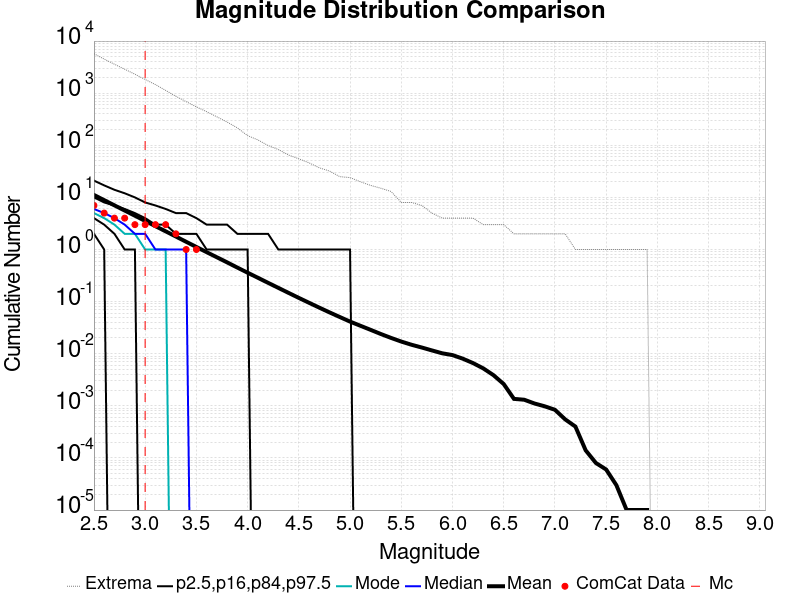 Magnitude Distribution Comparison
10^4
10^3
10^2
10^1
10^0
10^-1
10^-2
10^-3
10^-4
10^-5
Cumulative Number
2.5 3.0 3.5 4.0 4.5 5.0 5.5 6.0 6.5 7.0 7.5 8.0 8.5 9.0
Magnitude
Extrema p2.5,p16,p84,p97.5 Mode Median Mean ComCat Data Mc